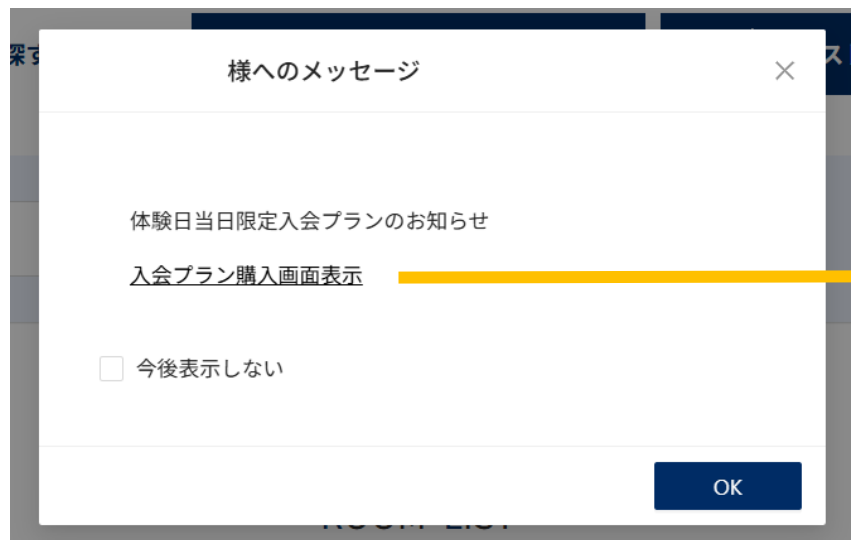 探す
様へのメッセージ
体験日当日限定入会プランのお知らせ
入会プラン購入画面表示
今後表示しない
OK